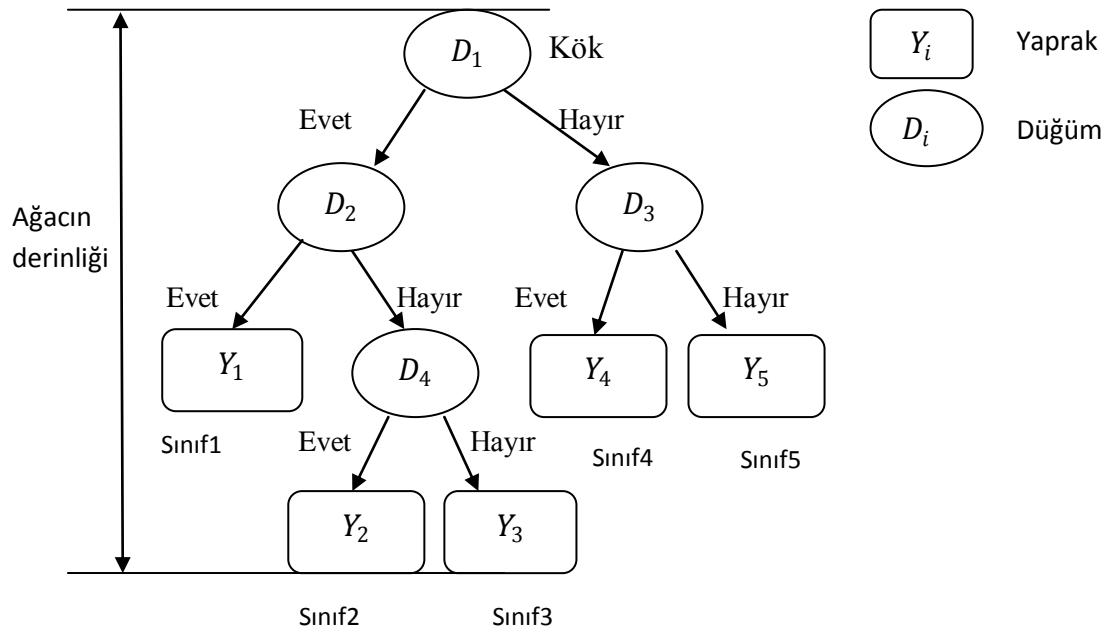 D₁ Kök
Yᵢ Yaprak
Evet Hayır
Dᵢ Düğüm
D₂ D₃
Ağacın
derinliği
Evet Hayır Evet Hayır
Y₁ D₄ Y₄ Y₅
Sınıf1 Evet Hayır Sınıf4 Sınıf5
Y₂ Y₃
Sınıf2 Sınıf3